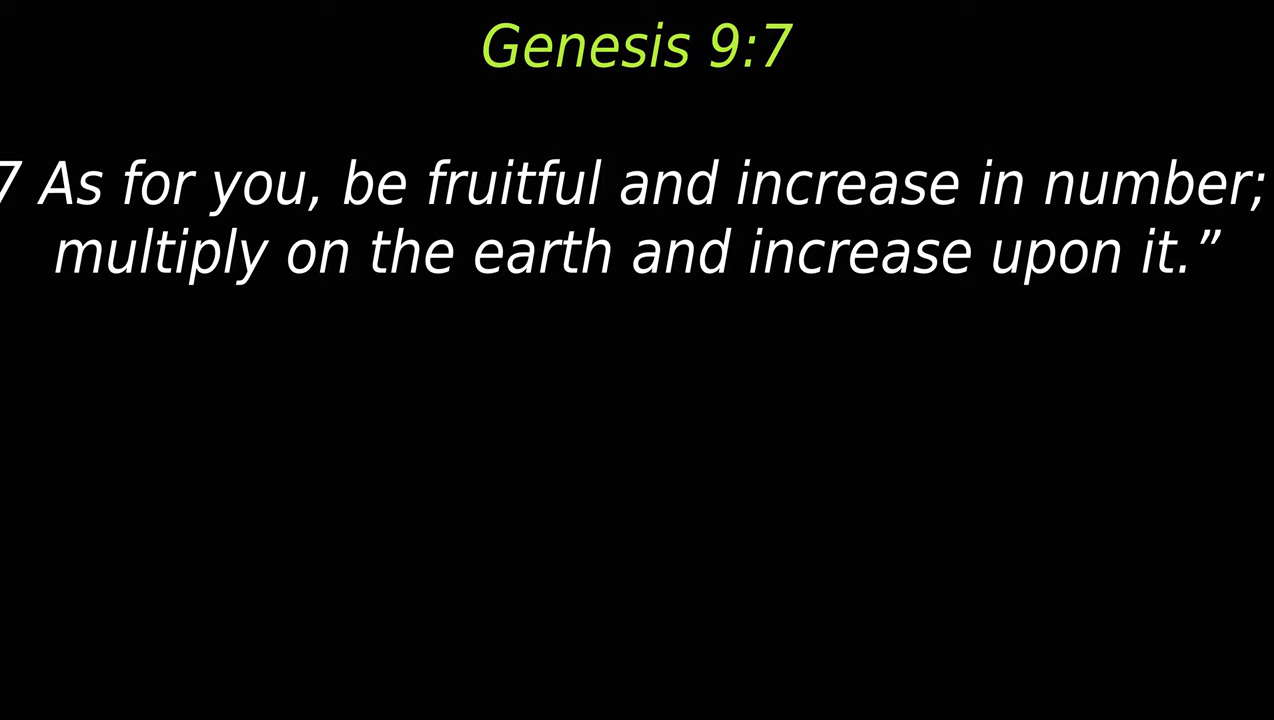 Genesis 9:7
7 As for you, be fruitful and increase in number;
multiply on the earth and increase upon it.”